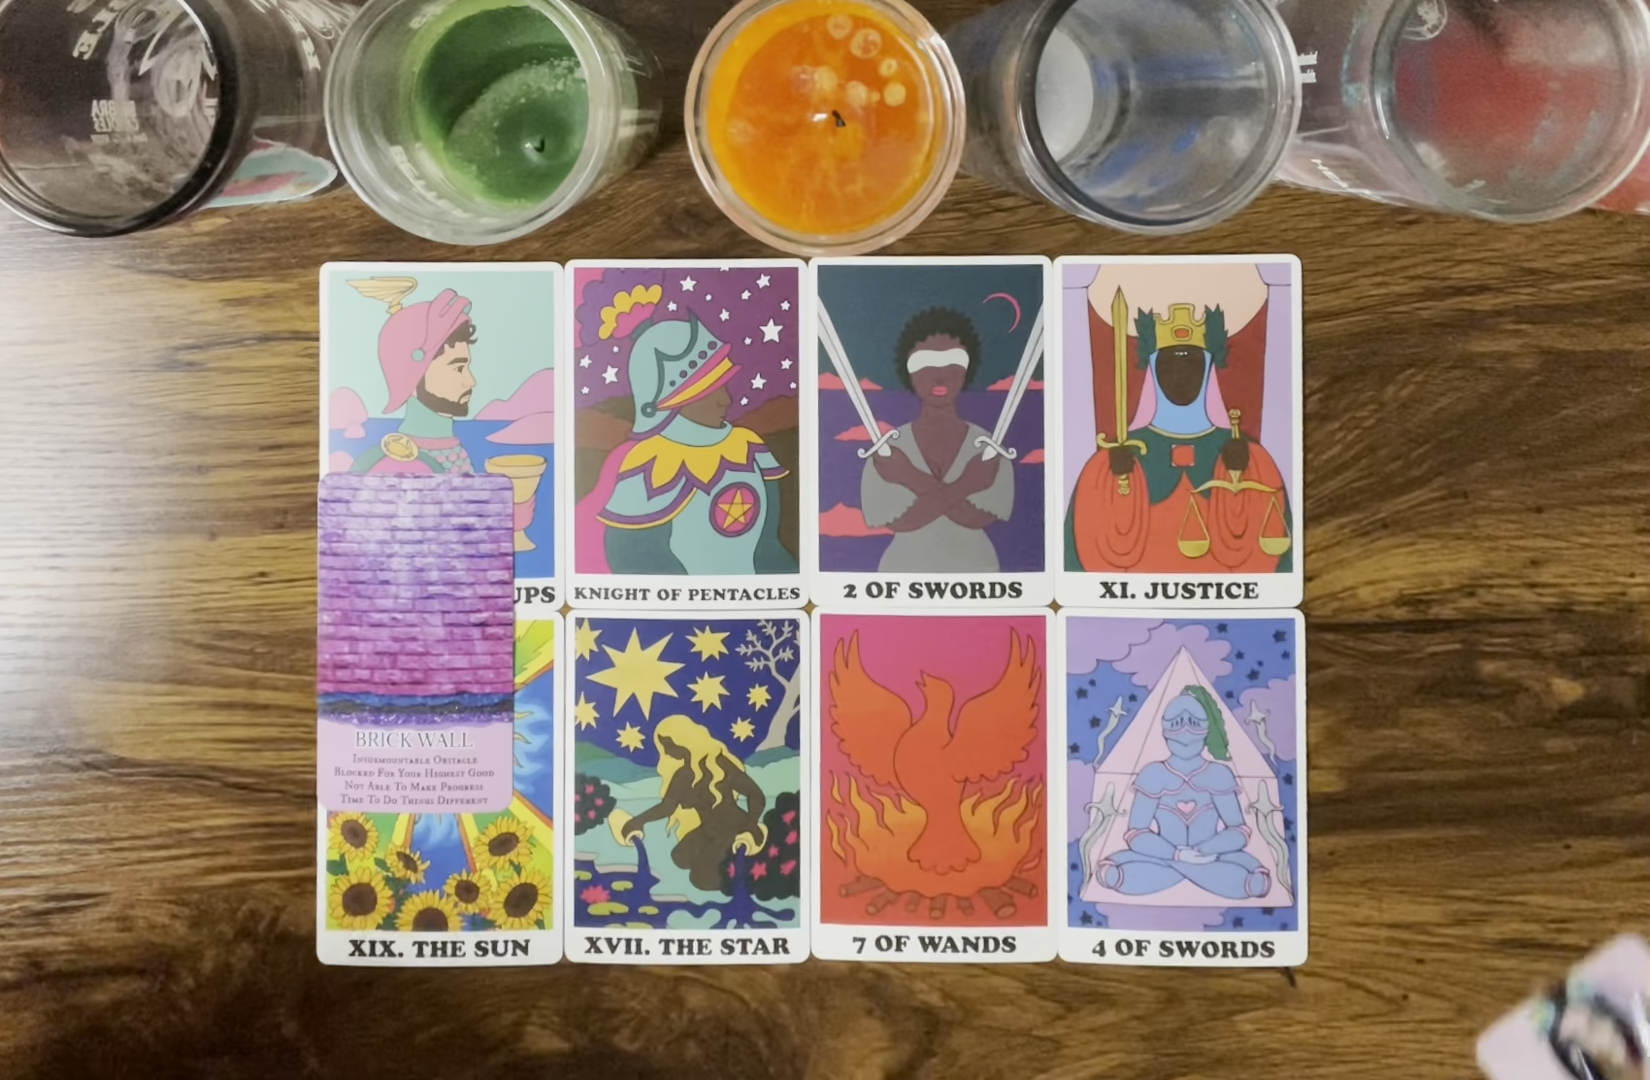 UPS
KNIGHT OF PENTACLES
2 OF SWORDS
XI. JUSTICE
BRICK WALL
INSURMOUNTABLE OBSTACLE
BLOCKED FOR YOUR HIGHEST GOOD
NOT ABLE TO MAKE PROGRESS
TIME TO DO THINGS DIFFERENT
XIX. THE SUN
XVII. THE STAR
7 OF WANDS
4 OF SWORDS